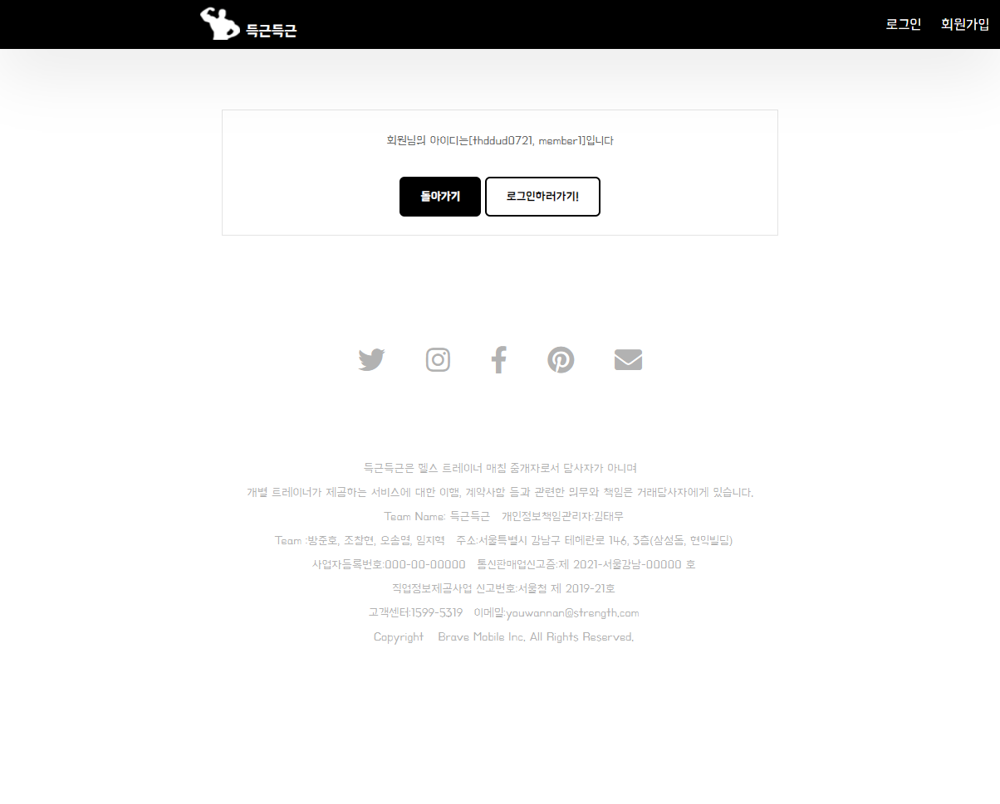 득근득근
로그인 회원가입
회원님의 아이디는[thddud0721, member1]입니다
돌아가기 로그인하러가기!
득근득근은 헬스 트레이너 매칭 중개자로서 당사자가 아니며
개별 트레이너가 제공하는 서비스에 대한 이행, 계약사항 등과 관련한 의무와 책임은 거래당사자에게 있습니다.
Team Name: 득근득근 개인정보책임관리자:김태무
Team :방준호, 조창현, 오송영, 임지혁 주소:서울특별시 강남구 테헤란로 146, 3층(삼성동, 현익빌딩)
사업자등록번호:000-00-00000 통신판매업신고증:제 2021-서울강남-00000 호
직업정보제공사업 신고번호:서울청 제 2019-21호
고객센터:1599-5319 이메일:youwannan@strength.com
Copyright Brave Mobile Inc. All Rights Reserved.